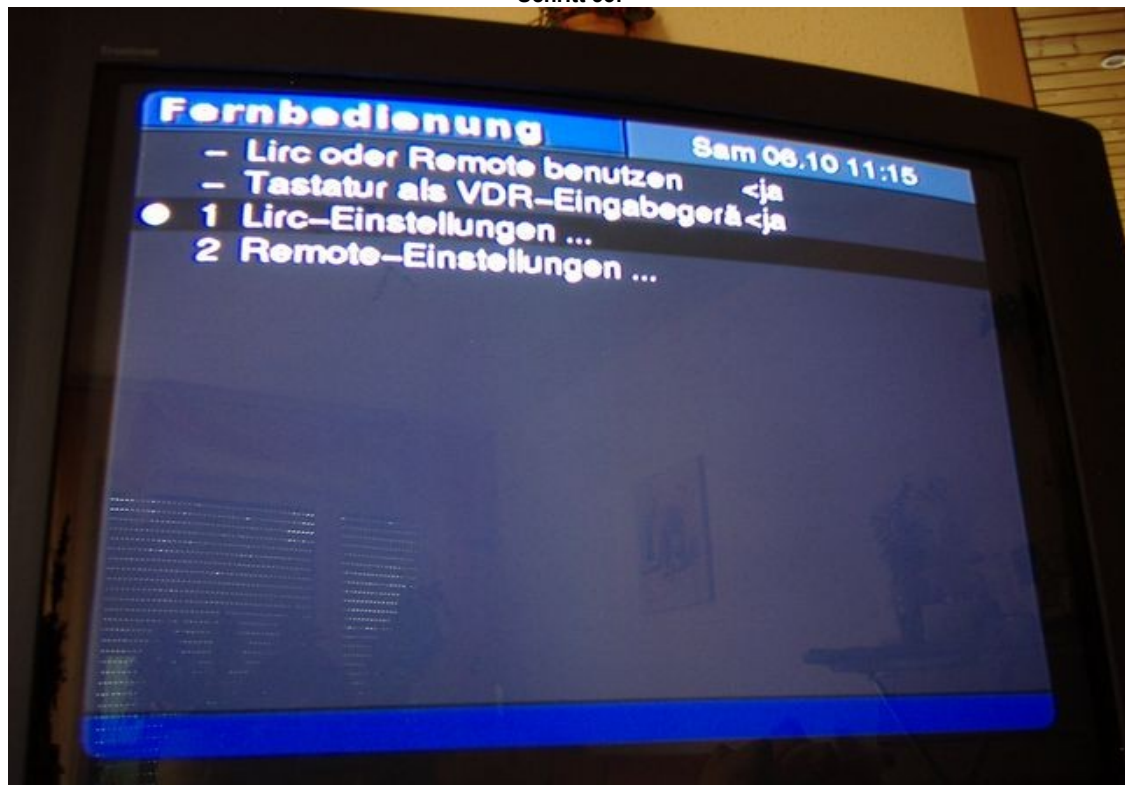 Fernbedienung
Sam 06.10 11:15
– Lirc oder Remote benutzen <ja
– Tastatur als VDR–Eingabegerä<ja
1 Lirc–Einstellungen ...
2 Remote–Einstellungen ...